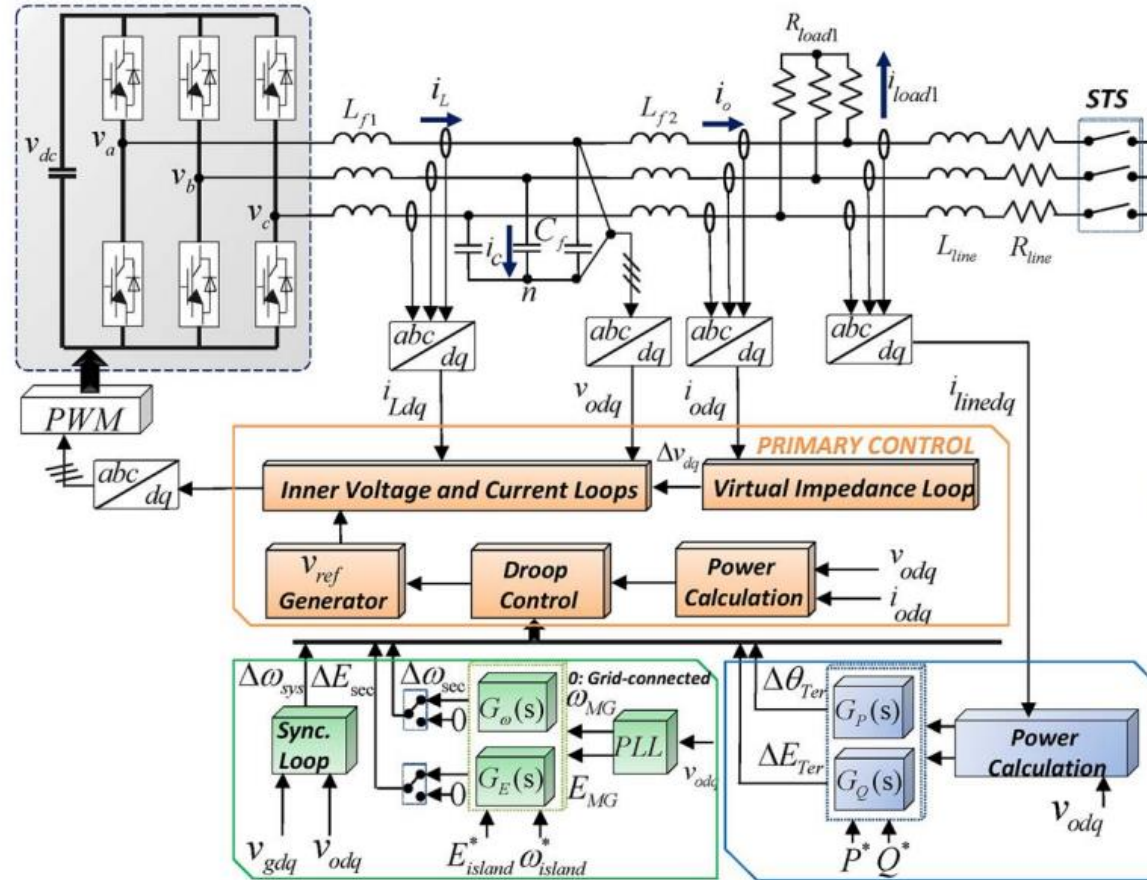 R_load1
i_load1
STS
L_f1
i_L
L_f2
i_o
v_dc
v_a
v_b
v_c
i_c
C_f
n
L_line
R_line
abc
dq
abc
dq
abc
dq
abc
dq
i_Ldq
v_odq
i_odq
i_linedq
PWM
abc
dq
PRIMARY CONTROL
Δv_dq
Inner Voltage and Current Loops
Virtual Impedance Loop
v_ref
Generator
Droop
Control
Power
Calculation
v_odq
i_odq
Δω_sys
ΔE_sec
Δω_sec
0: Grid-connected
0
G_ω(s)
ω_MG
PLL
v_odq
Sync.
Loop
0
G_E(s)
E_MG
v_gdq
v_odq
E*_island
ω*_island
Δθ_Ter
G_P(s)
ΔE_Ter
G_Q(s)
Power
Calculation
v_odq
P*
Q*